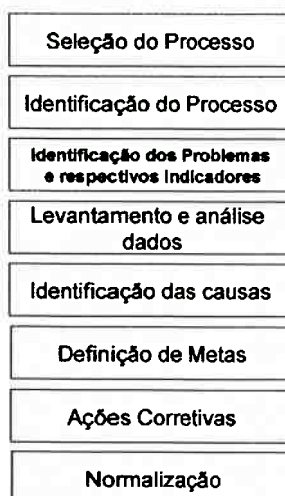 Seleção do Processo
Identificação do Processo
Identificação dos Problemas
e respectivos Indicadores
Levantamento e análise
dados
Identificação das causas
Definição de Metas
Ações Corretivas
Normalização